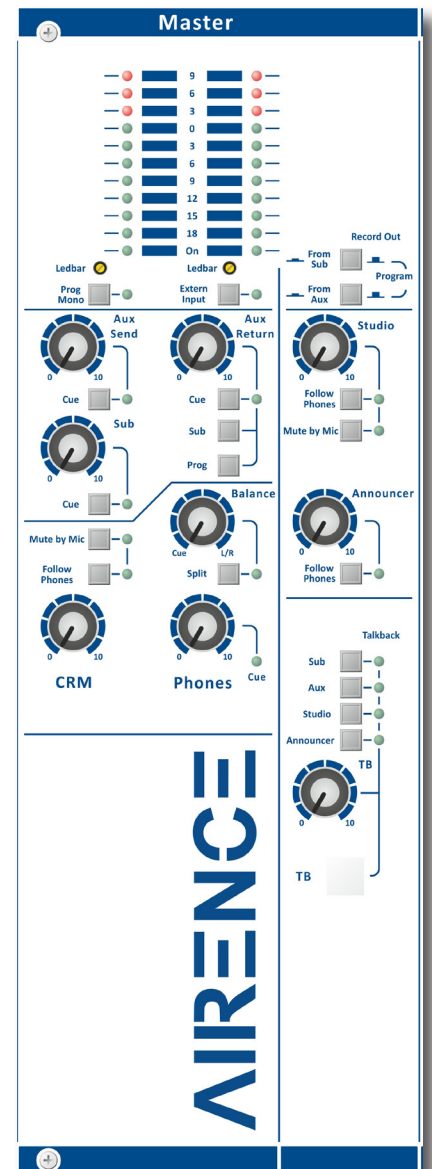 Master
9
6
3
0
3
6
9
12
15
18
On
Ledbar
Ledbar
Prog
Mono
Extern
Input
Record Out
From
Sub
Program
From
Aux
Aux
Send
0 10
Cue
Aux
Return
0 10
Cue
Sub
Prog
Sub
0 10
Cue
Studio
0 10
Follow
Phones
Mute by Mic
Mute by Mic
Follow
Phones
0 10
CRM
Balance
Cue L/R
Split
0 10
Phones
Cue
Announcer
0 10
Follow
Phones
Talkback
Sub
Aux
Studio
Announcer
TB
0 10
TB
AIRENCE